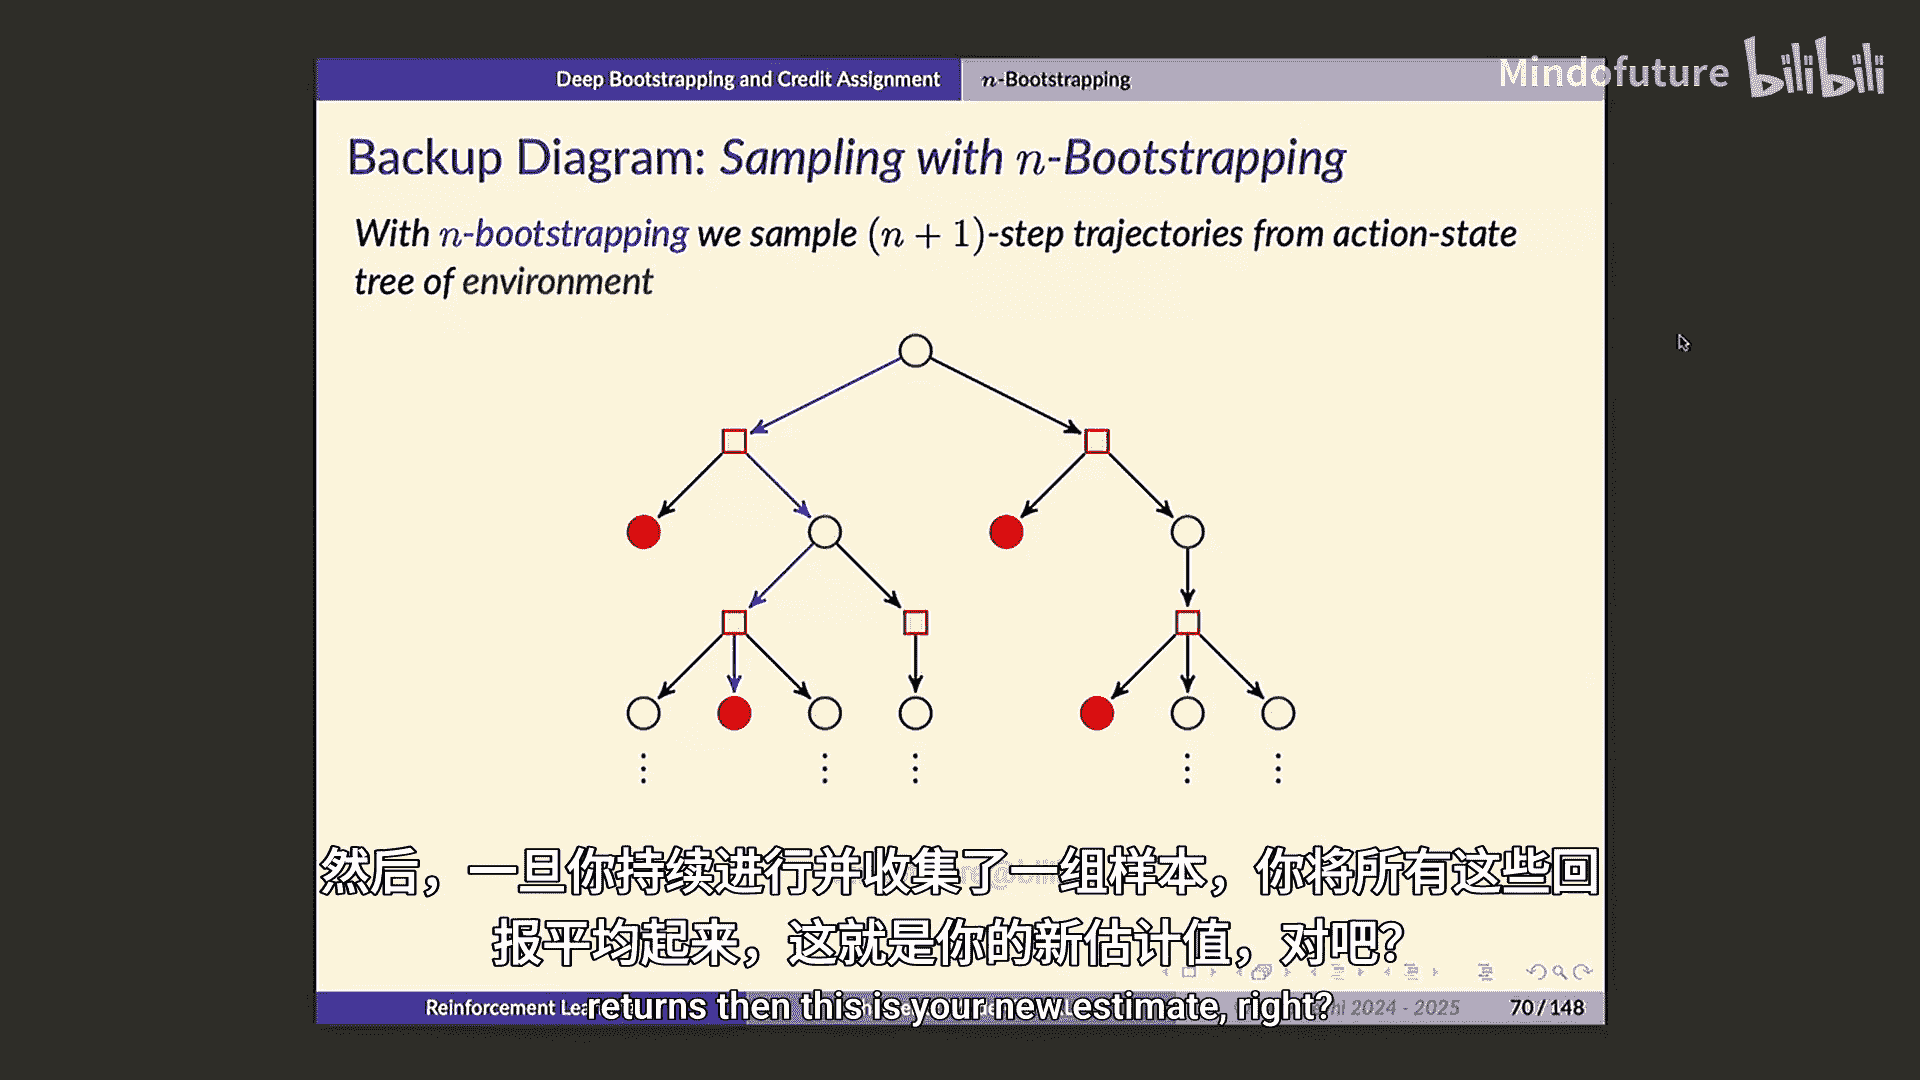 Deep Bootstrapping and Credit Assignment
n-Bootstrapping
Mindofuture bilibili
Backup Diagram: Sampling with n-Bootstrapping
With n-bootstrapping we sample (n + 1)-step trajectories from action-state
tree of environment
然后，一旦你持续进行并收集了一组样本，你将所有这些回
报平均起来，这就是你的新估计值，对吧？
returns then this is your new estimate, right?
Reinforcement
2024 - 2025
70 / 148